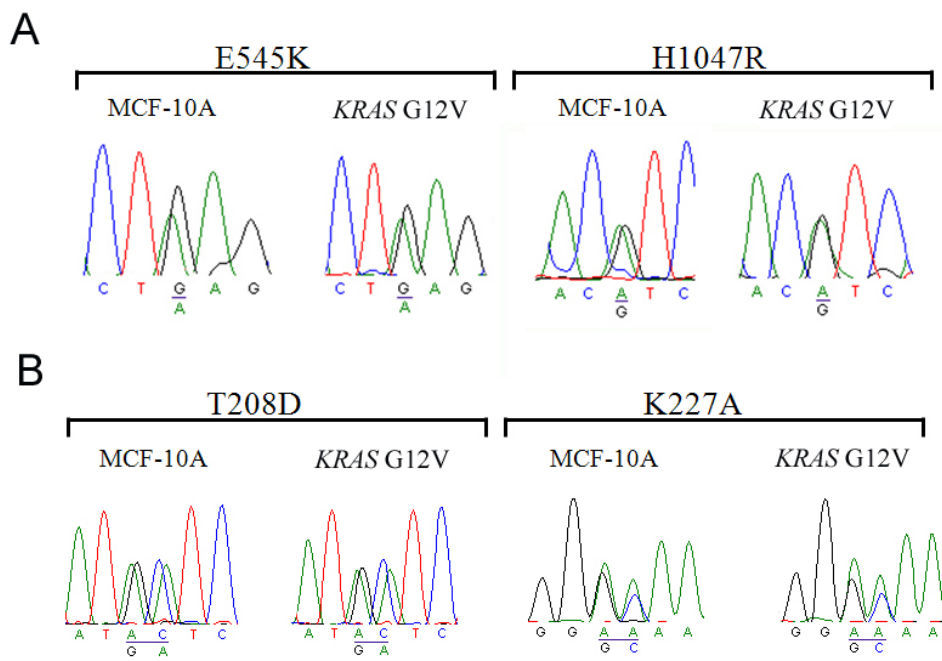 A
E545K H1047R
MCF-10A KRAS G12V MCF-10A KRAS G12V
C T G A G C T G A G A C A T C A C A T C
A A G G
B
T208D K227A
MCF-10A KRAS G12V MCF-10A KRAS G12V
A T A C T C A T A C T C G G A A A A G G A A A A
G A G A G C G C